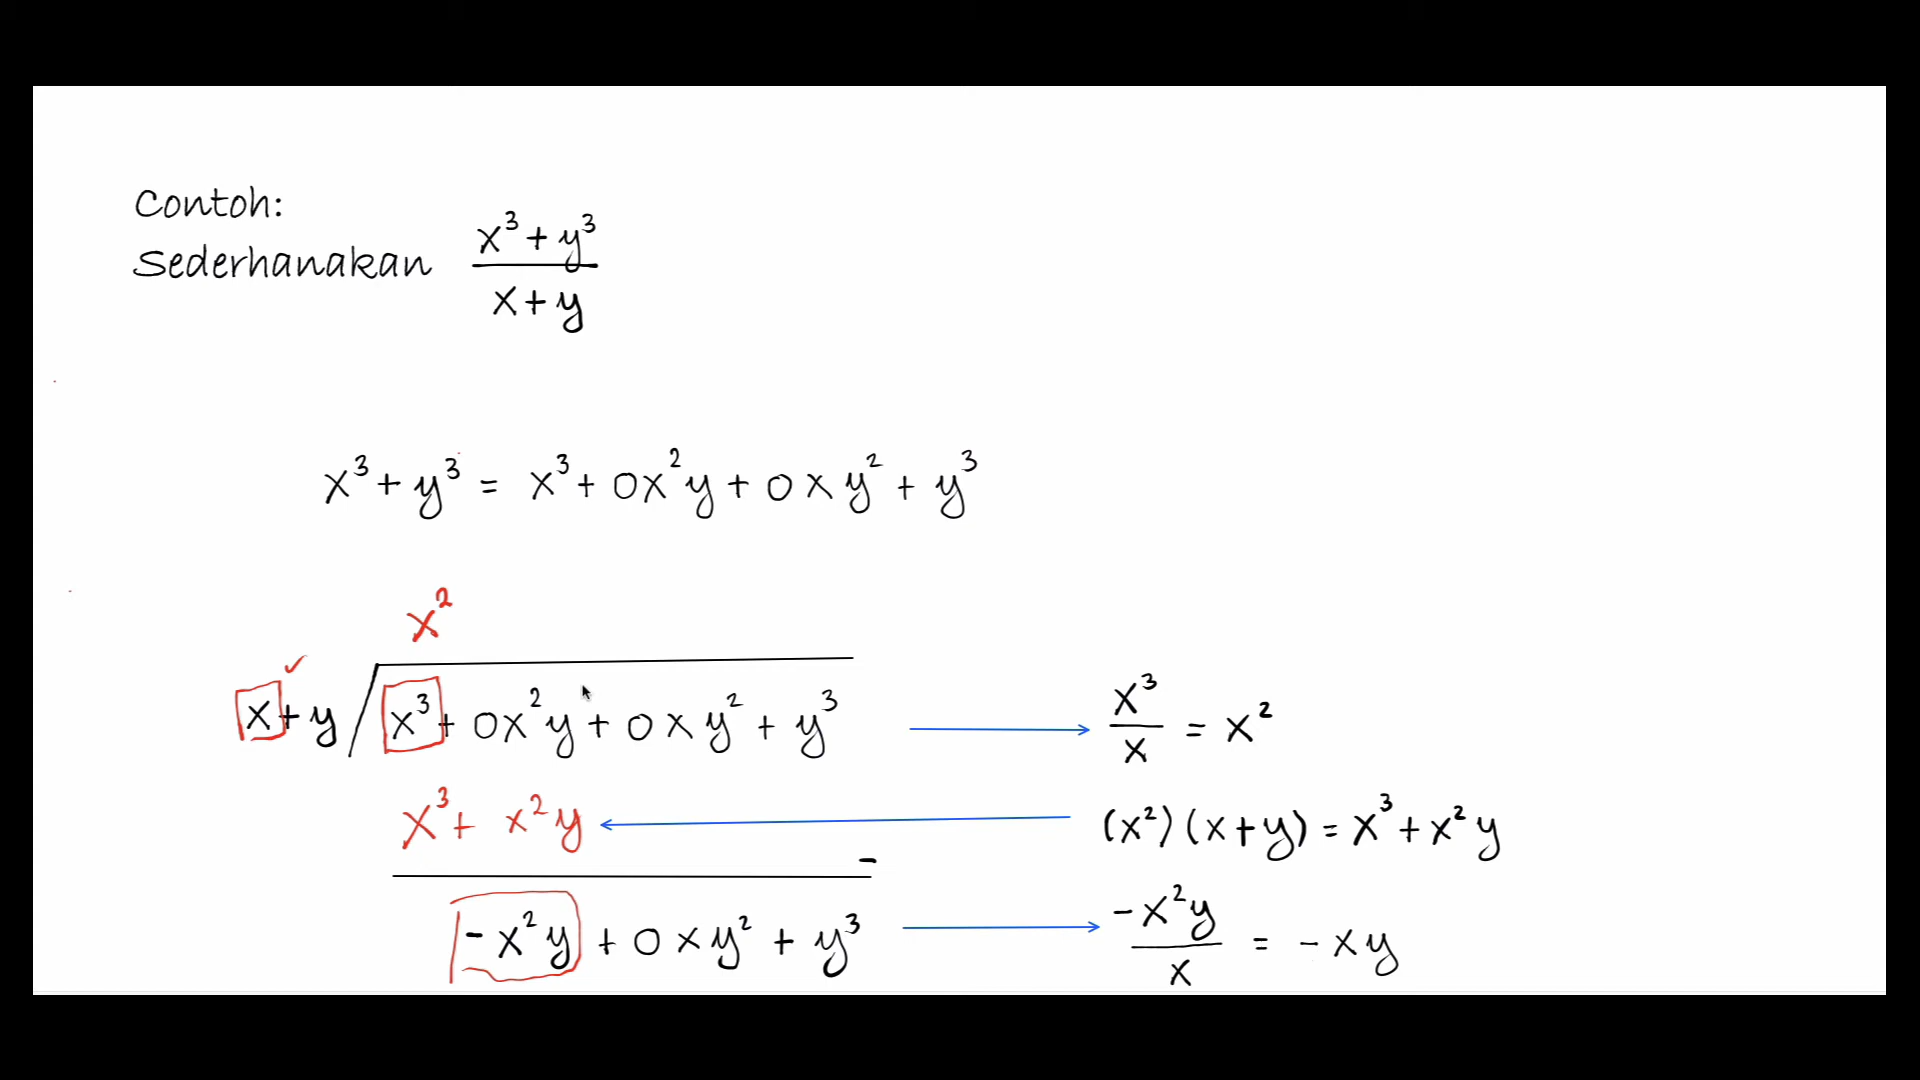 Contoh:
Sederhanakan (x³ + y³)/(x + y)
x³ + y³ = x³ + 0x²y + 0xy² + y³
x²
x + y / x³ + 0x²y + 0xy² + y³ → x³/x = x²
x³ + x²y ← (x²)(x + y) = x³ + x²y
-
-x²y + 0xy² + y³ → -x²y/x = -xy